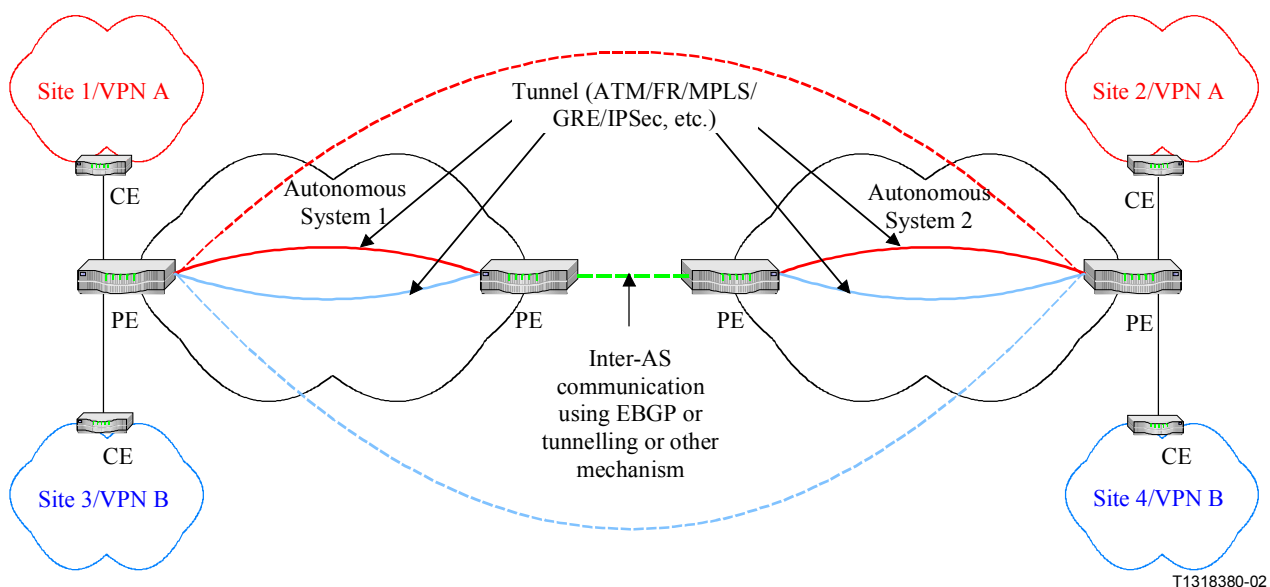 Site 1/VPN A
Site 2/VPN A
Tunnel (ATM/FR/MPLS/
GRE/IPSec, etc.)
CE
CE
Autonomous
System 1
Autonomous
System 2
PE
PE
PE
PE
Inter-AS
communication
using EBGP or
tunnelling or other
mechanism
CE
CE
Site 3/VPN B
Site 4/VPN B
T1318380-02